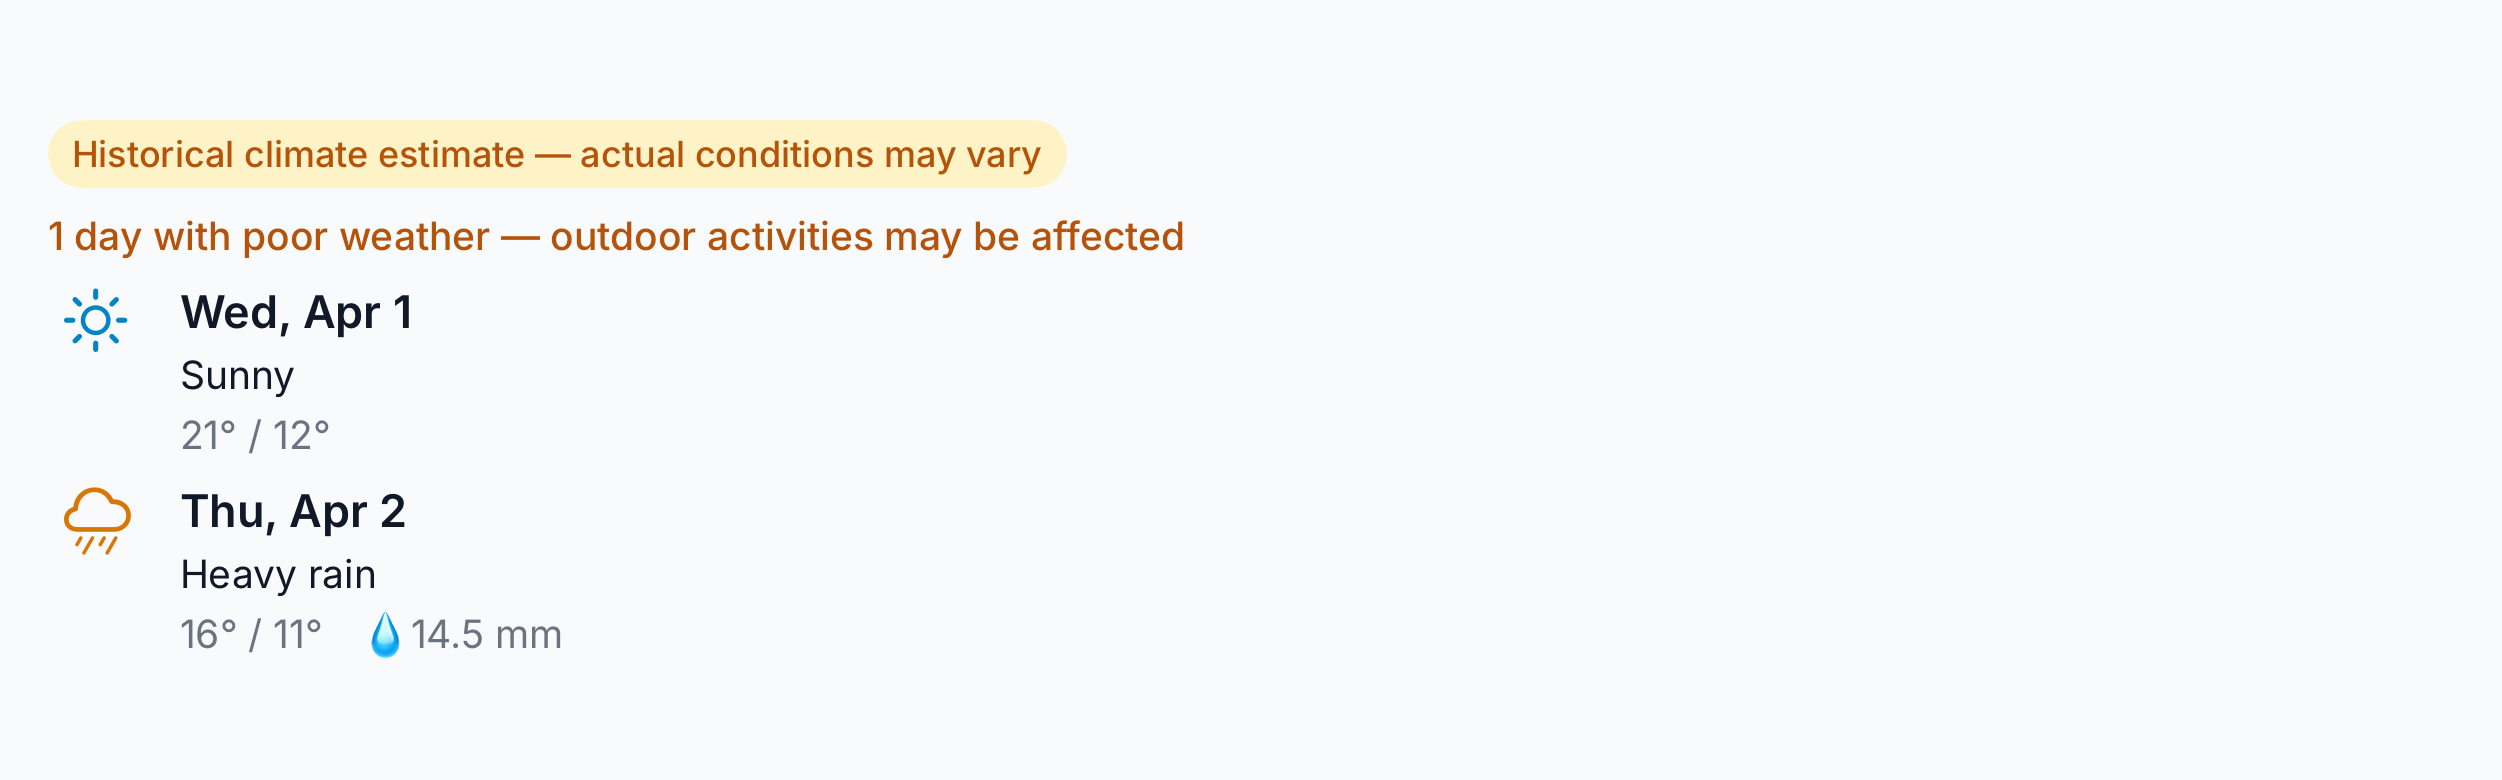 Historical climate estimate — actual conditions may vary
1 day with poor weather — outdoor activities may be affected
Wed, Apr 1
Sunny
21° / 12°
Thu, Apr 2
Heavy rain
16° / 11° 💧14.5 mm